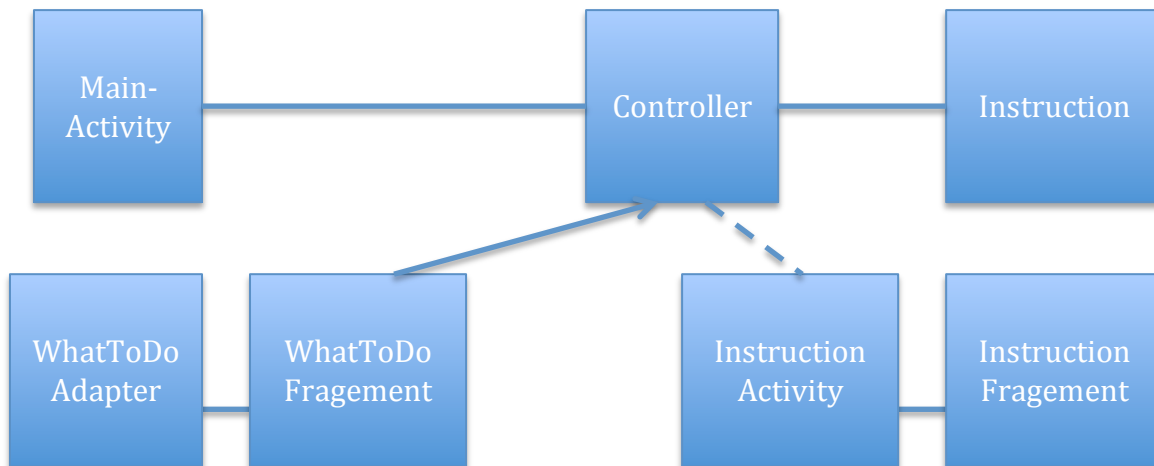 Main-
Activity
Controller
Instruction
WhatToDo
Adapter
WhatToDo
Fragement
Instruction
Activity
Instruction
Fragement